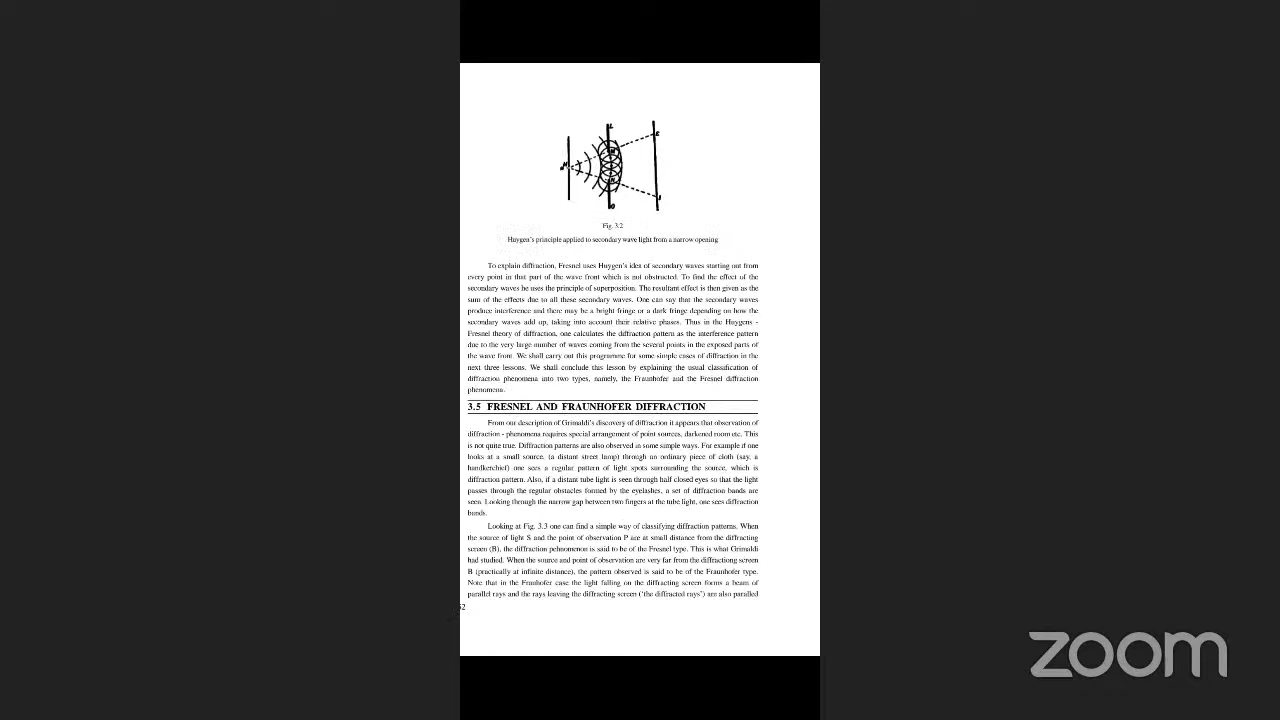 L
S
M
M
N
I
O
Fig. 3.2
Huygen's principle applied to secondary wave light from a narrow opening
To explain diffraction, Fresnel uses Huygen's idea of secondary waves starting out from
every point in that part of the wave front which is not obstructed. To find the effect of the
secondary waves he uses the principle of superposition. The resultant effect is then given as the
sum of the effects due to all these secondary waves. One can say that the secondary waves
produce interference and there may be a bright fringe or a dark fringe depending on how the
secondary waves add up, taking into account their relative phases. Thus in the Huygens -
Fresnel theory of diffraction, one calculates the diffraction pattern as the interference pattern
due to the very large number of waves coming from the several points in the exposed parts of
the wave front. We shall carry out this programme for some simple cases of diffraction in the
next three lessons. We shall conclude this lesson by explaining the usual classification of
diffraction phenomena into two types, namely, the Fraunhofer and the Fresnel diffraction
phenomena.
3.5 FRESNEL AND FRAUNHOFER DIFFRACTION
From our description of Grimaldi's discovery of diffraction it appears that observation of
diffraction - phenomena requires special arrangement of point sources, darkened room etc. This
is not quite true. Diffraction patterns are also observed in some simple ways. For example if one
looks at a small source, (a distant street lamp) through an ordinary piece of cloth (say, a
handkerchief) one sees a regular pattern of light spots surrounding the source, which is
diffraction pattern. Also, if a distant tube light is seen through half closed eyes so that the light
passes through the regular obstacles formed by the eyelashes, a set of diffraction bands are
seen. Looking through the narrow gap between two fingers at the tube light, one sees diffraction
bands.
Looking at Fig. 3.3 one can find a simple way of classifying diffraction patterns. When
the source of light S and the point of observation P are at small distance from the diffracting
screen (B), the diffraction pehnomenon is said to be of the Fresnel type. This is what Grimaldi
had studied. When the source and point of observation are very far from the diffractiong screen
B (practically at infinite distance), the pattern observed is said to be of the Fraunhofer type.
Note that in the Frauhofer case the light falling on the diffracting screen forms a beam of
parallel rays and the rays leaving the diffracting screen ('the diffracted rays') are also paralled
52
zoom